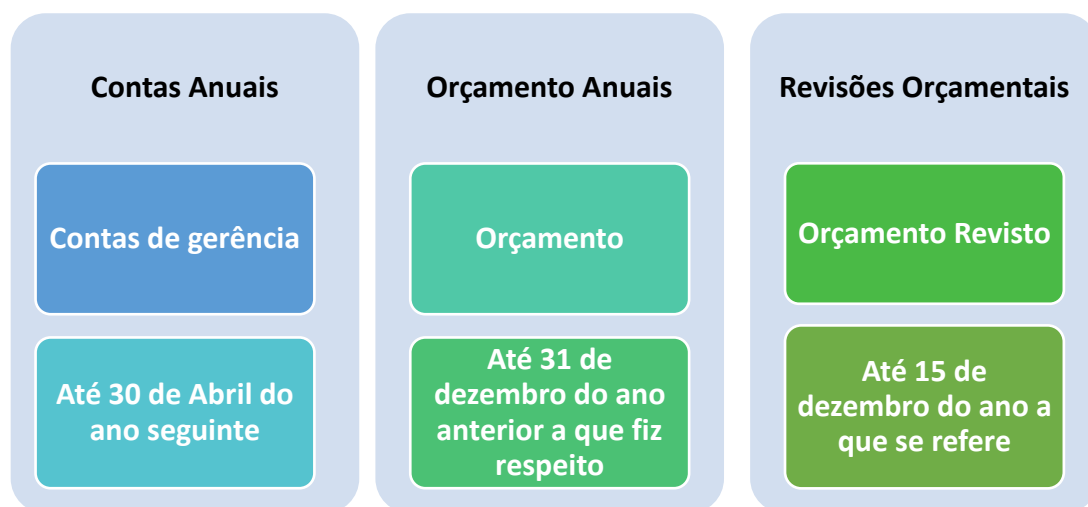 Contas Anuais
Contas de gerência
Até 30 de Abril do
ano seguinte
Orçamento Anuais
Orçamento
Até 31 de
dezembro do ano
anterior a que fiz
respeito
Revisões Orçamentais
Orçamento Revisto
Até 15 de
dezembro do ano a
que se refere